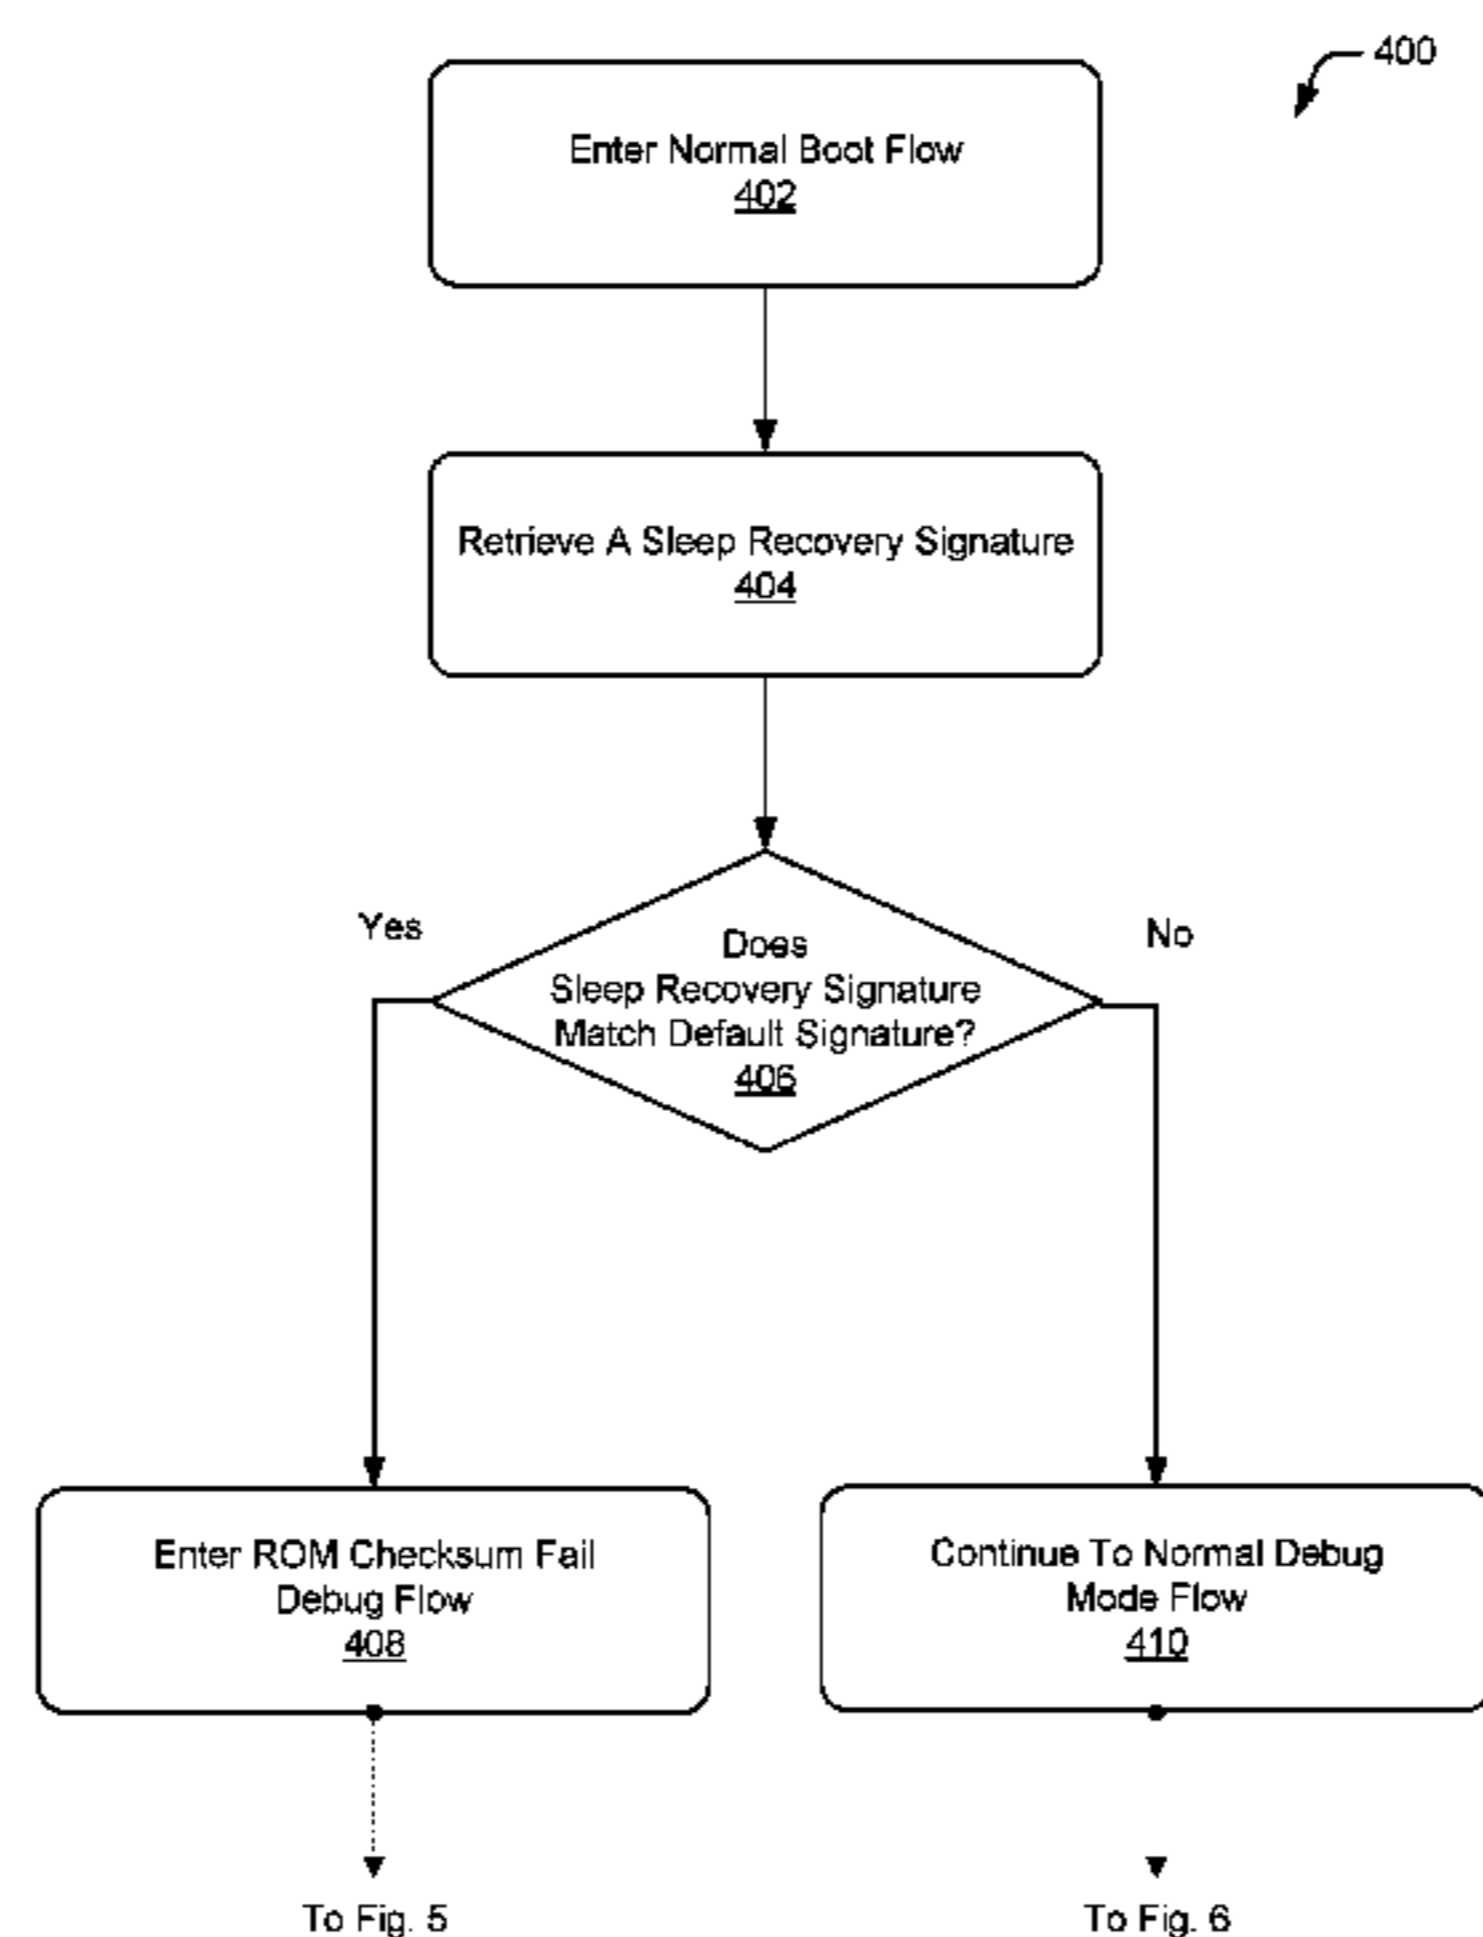 400
Enter Normal Boot Flow
402
Retrieve A Sleep Recovery Signature
404
Yes
No
Does
Sleep Recovery Signature
Match Default Signature?
406
Enter ROM Checksum Fail
Debug Flow
408
Continue To Normal Debug
Mode Flow
410
To Fig. 5
To Fig. 6